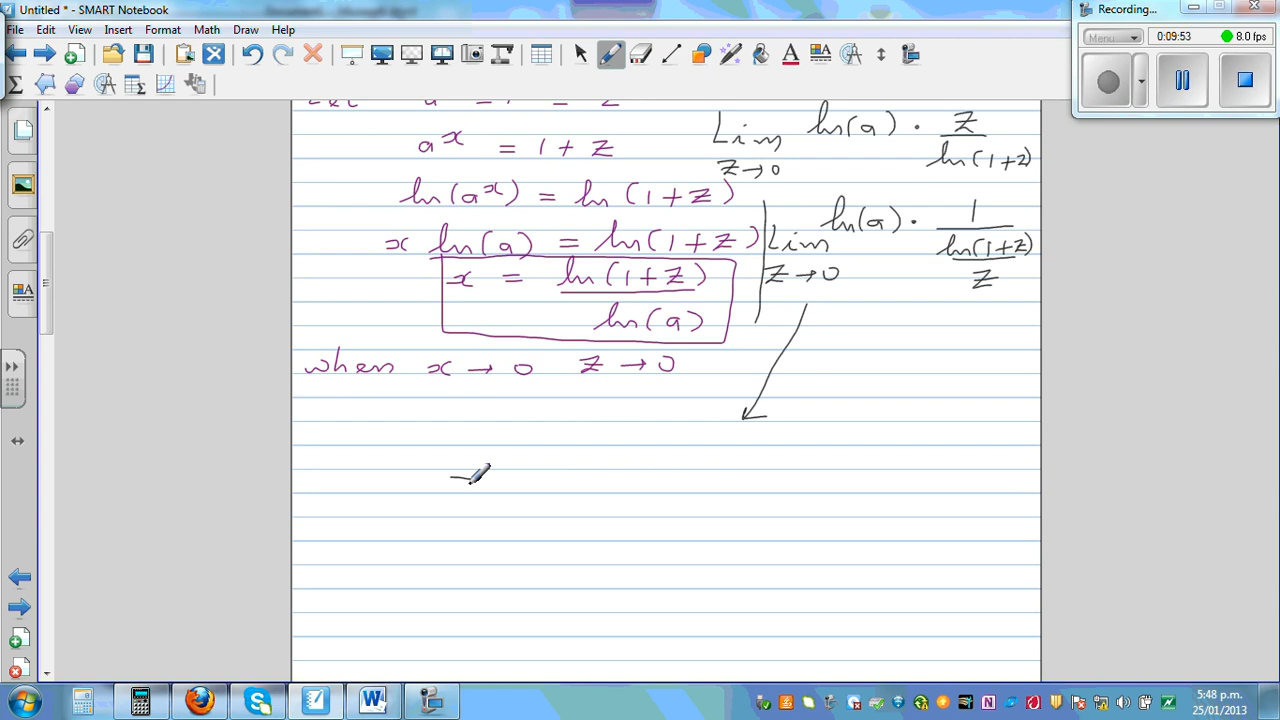 Untitled * - SMART Notebook
Recording...
File Edit View Insert Format Math Draw Help
Menu
0:09:53
8.0 fps
a^x = 1 + z
ln(a^x) = ln(1+z)
x ln(a) = ln(1+z)
x = ln(1+z)
ln(a)
when x → 0 z → 0
Lim ln(a) · z
z→0 ln(1+z)
Lim ln(a) · 1
z→0 ln(1+z)
z
5:48 p.m.
25/01/2013